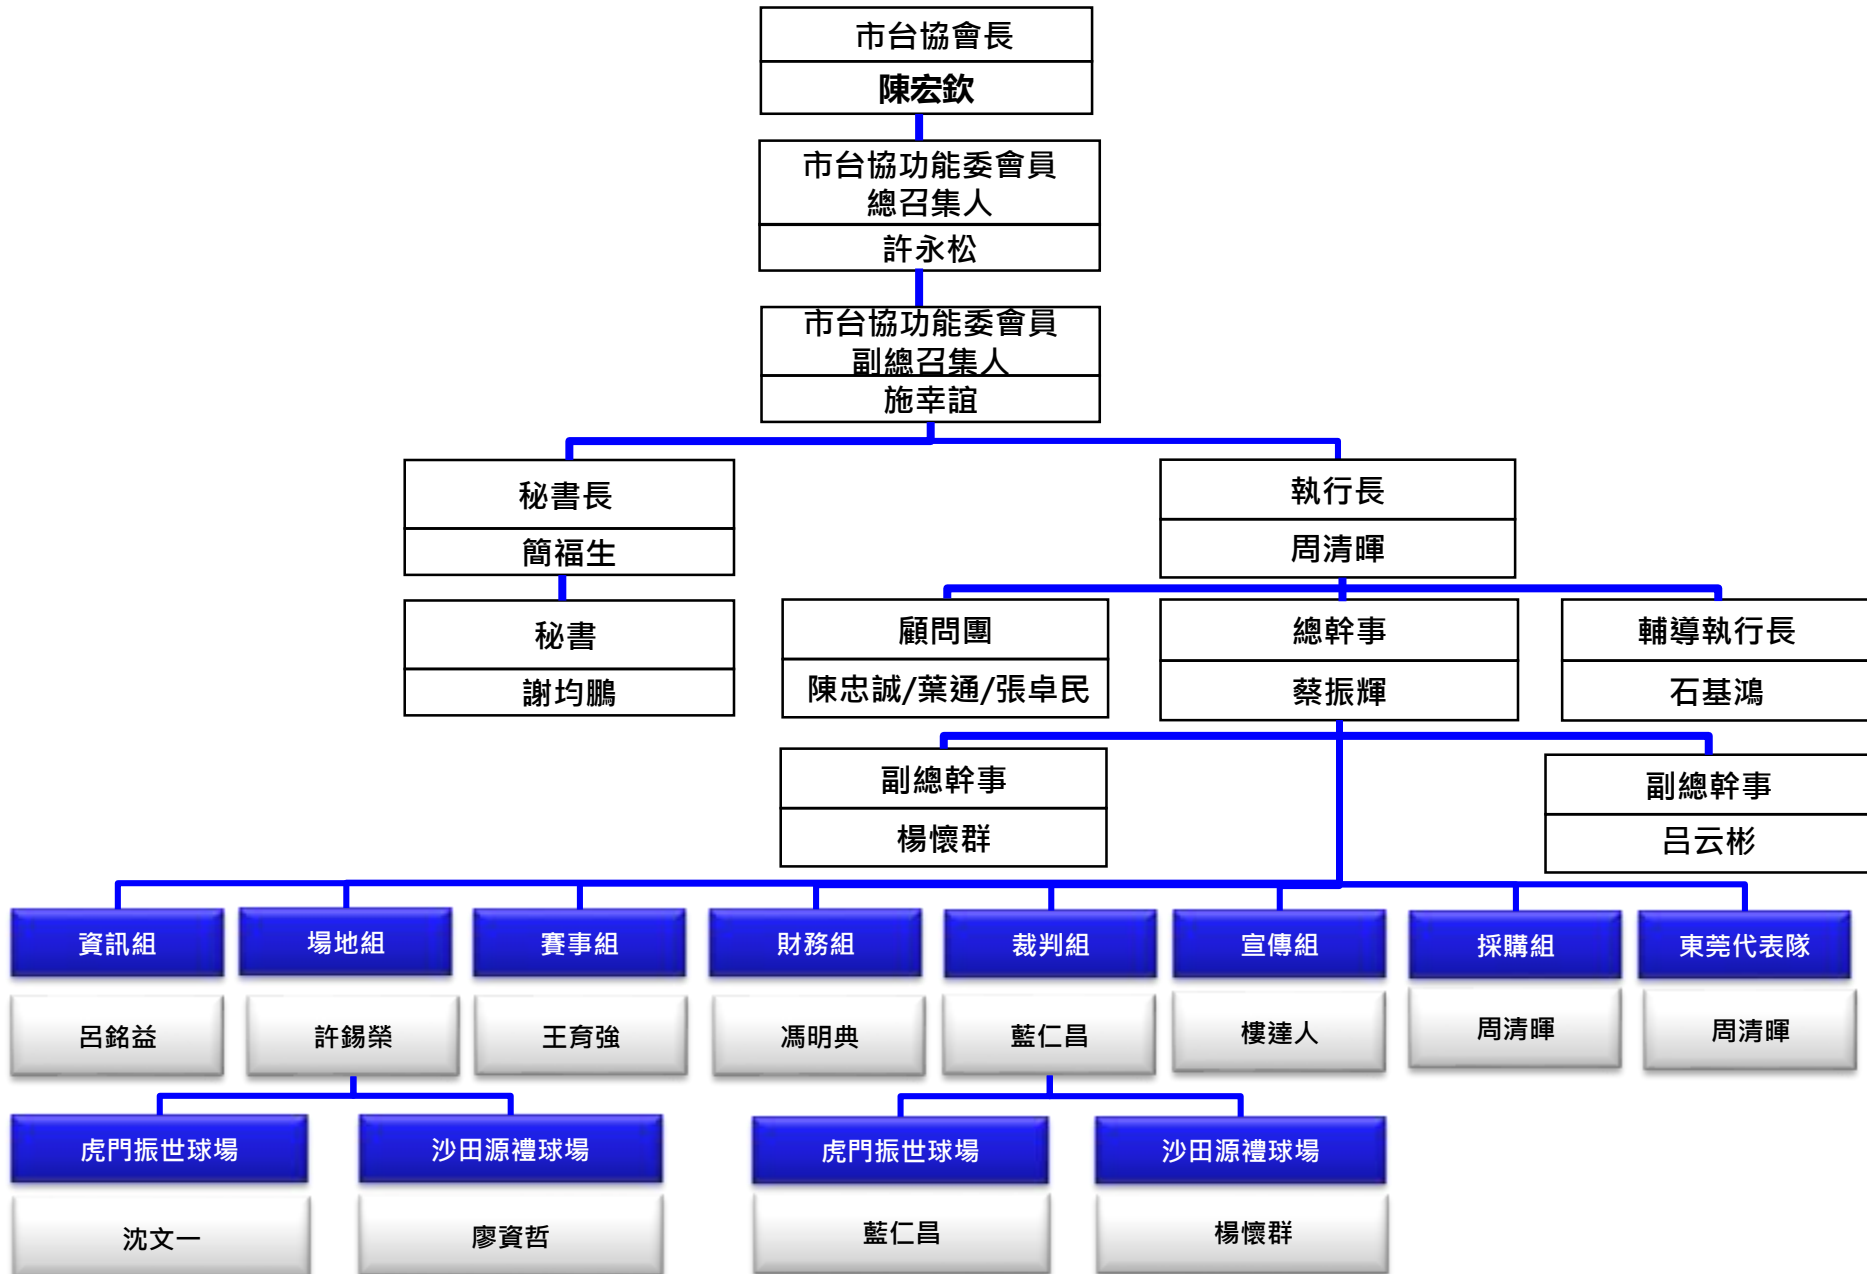 市台協會長
陳宏欽
市台協功能委會員
總召集人
許永松
市台協功能委會員
副總召集人
施幸誼
秘書長
簡福生
執行長
周清暉
秘書
謝均鵬
顧問團
陳忠誠/葉通/張卓民
總幹事
蔡振輝
輔導執行長
石基鴻
副總幹事
楊懷群
副總幹事
吕云彬
資訊組
場地組
賽事組
財務組
裁判組
宣傳組
採購組
東莞代表隊
呂銘益
許錫榮
王育強
馮明典
藍仁昌
樓達人
周清暉
周清暉
虎門振世球場
沙田源禮球場
虎門振世球場
沙田源禮球場
沈文一
廖資哲
藍仁昌
楊懷群